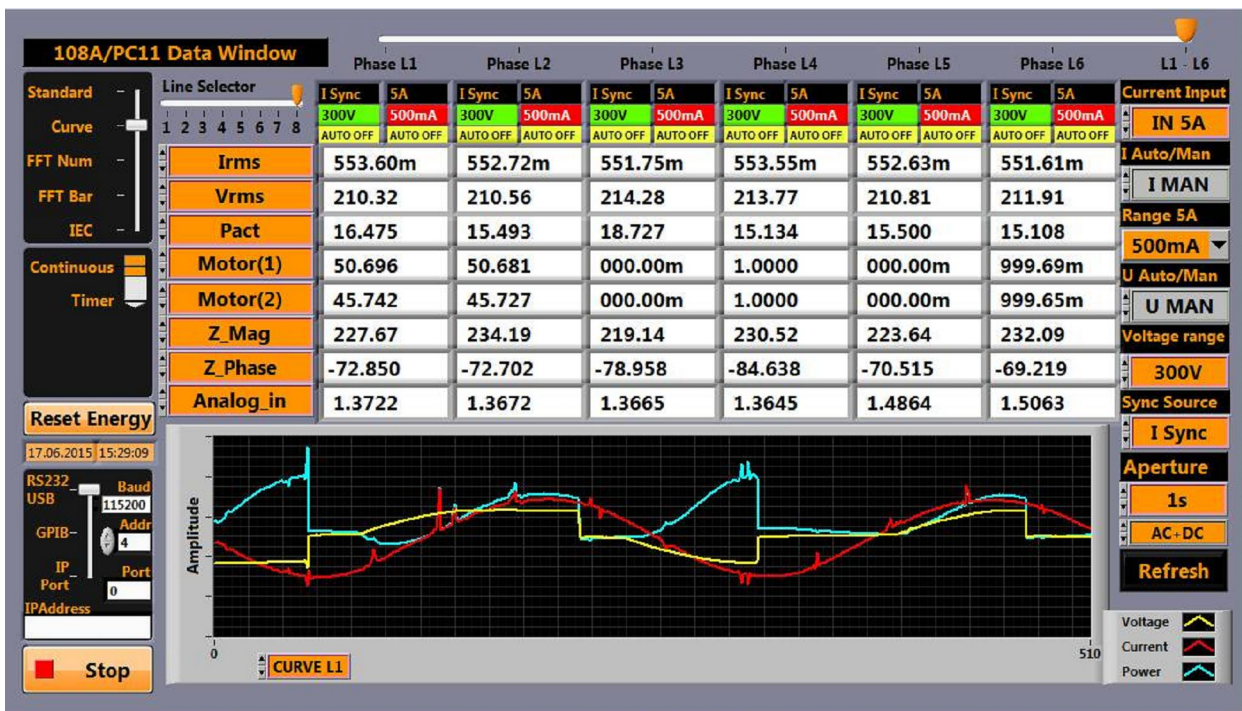 108A/PC11 Data Window
Phase L1 Phase L2 Phase L3 Phase L4 Phase L5 Phase L6 L1 - L6
Standard
Curve
FFT Num
FFT Bar
IEC
Continuous
Timer
Reset Energy
17.06.2015 15:29:09
RS232
USB
Baud
115200
GPIB
Addr
4
IP
Port
Port
0
IPAddress
Stop
Line Selector
1 2 3 4 5 6 7 8
I Sync 5A I Sync 5A I Sync 5A I Sync 5A I Sync 5A I Sync 5A
300V 500mA 300V 500mA 300V 500mA 300V 500mA 300V 500mA 300V 500mA
AUTO OFF AUTO OFF AUTO OFF AUTO OFF AUTO OFF AUTO OFF AUTO OFF AUTO OFF AUTO OFF AUTO OFF AUTO OFF AUTO OFF
Irms 553.60m 552.72m 551.75m 553.55m 552.63m 551.61m
Vrms 210.32 210.56 214.28 213.77 210.81 211.91
Pact 16.475 15.493 18.727 15.134 15.500 15.108
Motor(1) 50.696 50.681 000.00m 1.0000 000.00m 999.69m
Motor(2) 45.742 45.727 000.00m 1.0000 000.00m 999.65m
Z_Mag 227.67 234.19 219.14 230.52 223.64 232.09
Z_Phase -72.850 -72.702 -78.958 -84.638 -70.515 -69.219
Analog_in 1.3722 1.3672 1.3665 1.3645 1.4864 1.5063
Amplitude
0 510
CURVE L1
Current Input
IN 5A
I Auto/Man
I MAN
Range 5A
500mA
U Auto/Man
U MAN
Voltage range
300V
Sync Source
I Sync
Aperture
1s
AC+DC
Refresh
Voltage
Current
Power